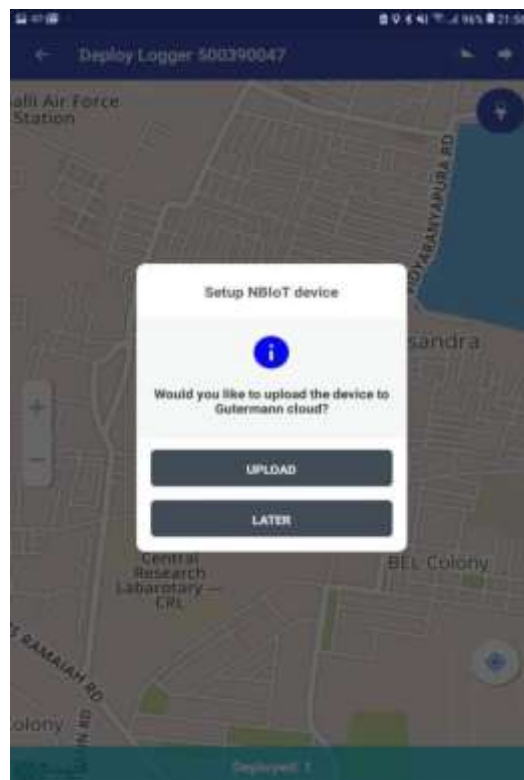 Deploy Logger 500390047
alli Air Force
Station
VIDYARANYAPURA RD
Setup NBIoT device
sandra
Would you like to upload the device to
Gutermann cloud?
UPLOAD
LATER
Central
Research
Labarotary —
CRL
BEL Colony
S RAMAIAH RD
olony
Deployed: 1